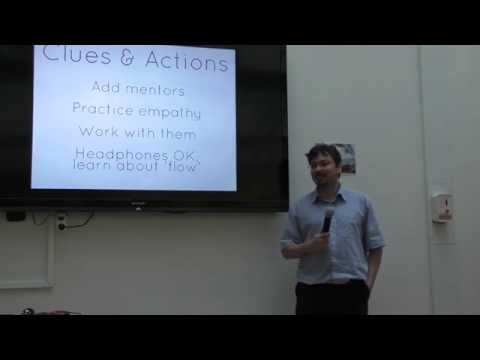 Clues & Actions
Add mentors
Practice empathy
Work with them
Headphones OK,
learn about "flow"